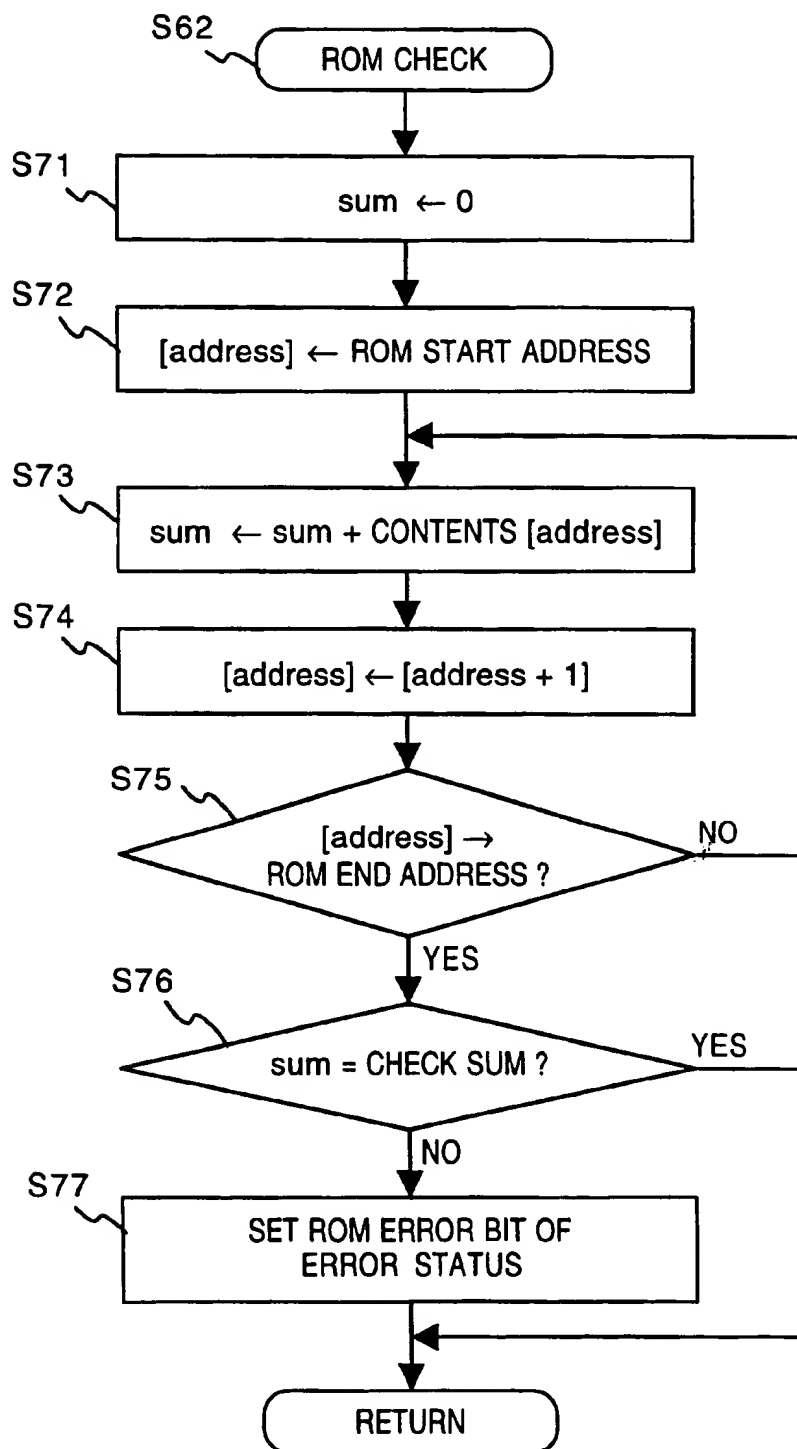 S62
ROM CHECK
S71
sum ← 0
S72
[address] ← ROM START ADDRESS
S73
sum ← sum + CONTENTS [address]
S74
[address] ← [address + 1]
S75
[address] →
ROM END ADDRESS ?
NO
YES
S76
sum = CHECK SUM ?
YES
NO
S77
SET ROM ERROR BIT OF
ERROR STATUS
RETURN